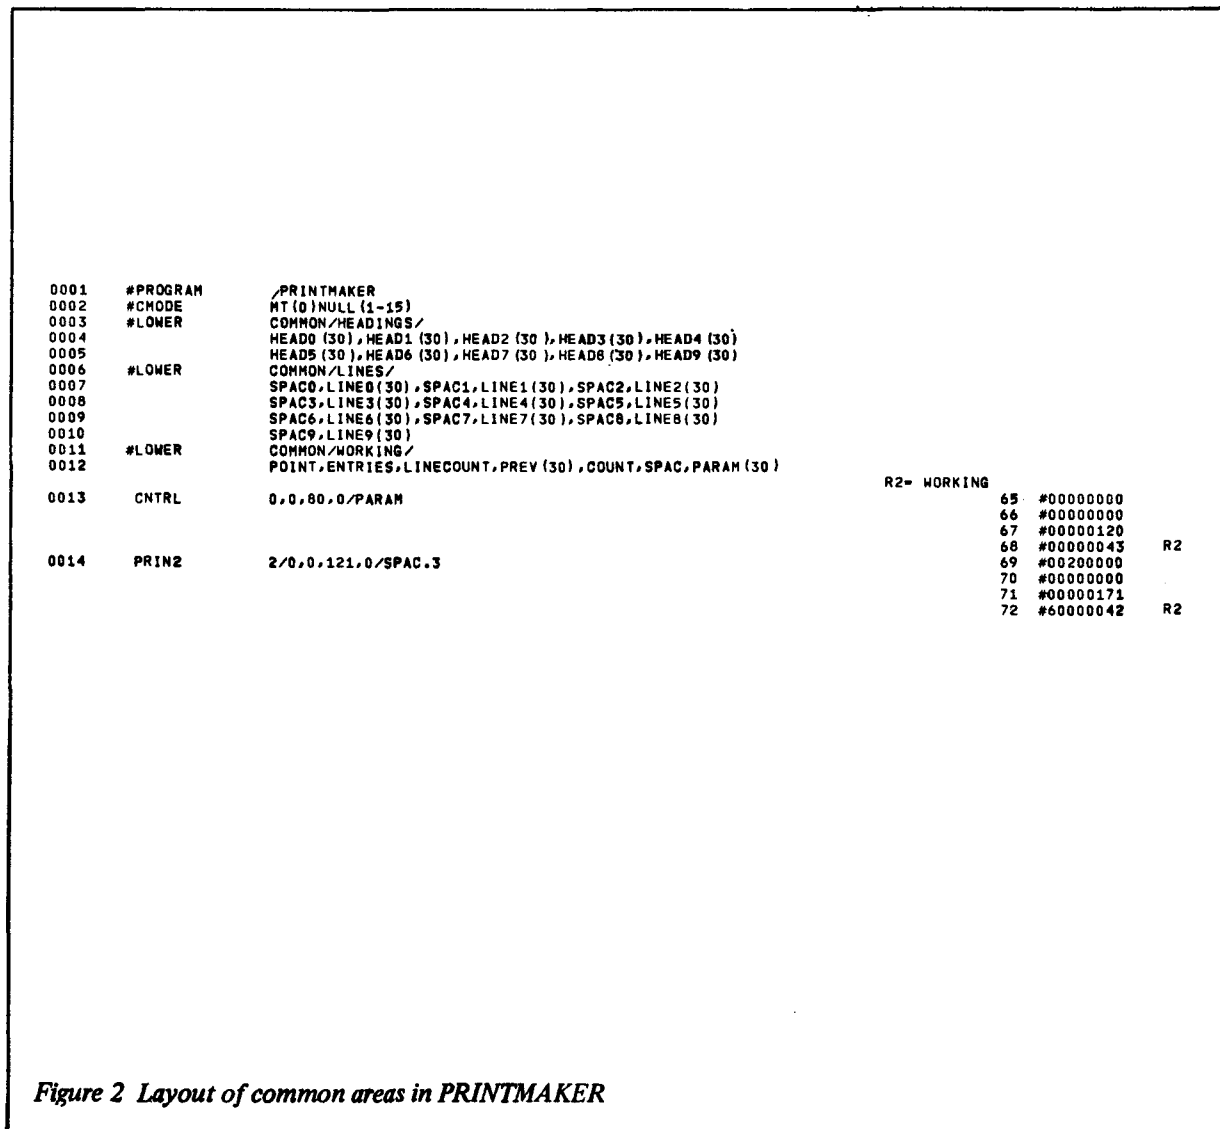 0001 #PROGRAM /PRINTMAKER
0002 #CMODE MT(0)NULL(1-15)
0003 #LOWER COMMON/HEADINGS/
0004 HEAD0(30),HEAD1(30),HEAD2(30),HEAD3(30),HEAD4(30)
0005 HEAD5(30),HEAD6(30),HEAD7(30),HEAD8(30),HEAD9(30)
0006 #LOWER COMMON/LINES/
0007 SPAC0,LINE0(30),SPAC1,LINE1(30),SPAC2,LINE2(30)
0008 SPAC3,LINE3(30),SPAC4,LINE4(30),SPAC5,LINE5(30)
0009 SPAC6,LINE6(30),SPAC7,LINE7(30),SPAC8,LINE8(30)
0010 SPAC9,LINE9(30)
0011 #LOWER COMMON/WORKING/
0012 POINT,ENTRIES,LINECOUNT,PREV(30),COUNT,SPAC,PARAM(30)
R2= WORKING
0013 CNTRL 0,0,80,0/PARAM 65 #00000000
66 #00000000
67 #00000120
68 #00000043 R2
0014 PRIN2 2/0,0,121,0/SPAC.3 69 #00200000
70 #00000000
71 #00000171
72 #60000042 R2
Figure 2 Layout of common areas in PRINTMAKER